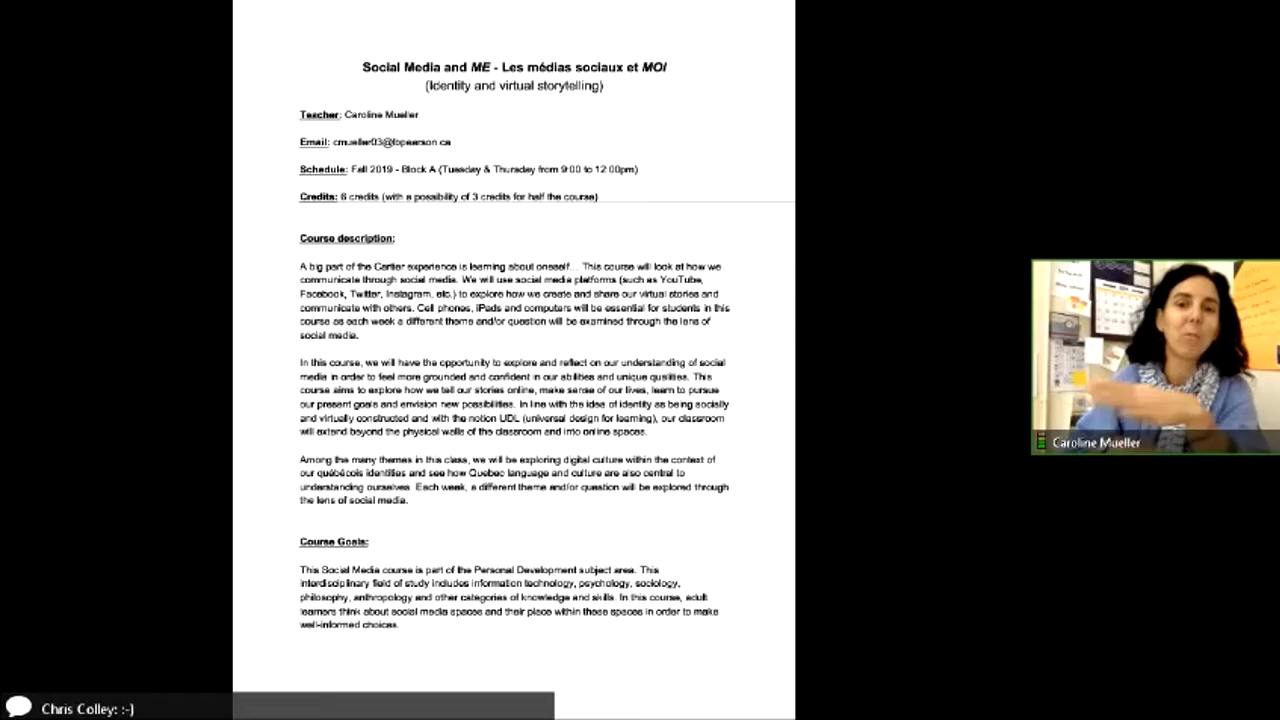 Social Media and ME - Les médias sociaux et MOI
(Identity and virtual storytelling)
Teacher: Caroline Mueller
Email: cmueller03@lbpearson.ca
Schedule: Fall 2019 - Block A (Tuesday & Thursday from 9:00 to 12:00pm)
Credits: 6 credits (with a possibility of 3 credits for half the course)
Course description:
A big part of the Cartier experience is learning about oneself... This course will look at how we
communicate through social media. We will use social media platforms (such as YouTube,
Facebook, Twitter, Instagram, etc.) to explore how we create and share our virtual stories and
communicate with others. Cell phones, iPads and computers will be essential for students in this
course as each week a different theme and/or question will be examined through the lens of
social media.
In this course, we will have the opportunity to explore and reflect on our understanding of social
media in order to feel more grounded and confident in our abilities and unique qualities. This
course aims to explore how we tell our stories online, make sense of our lives, learn to pursue
our present goals and envision new possibilities. In line with the idea of identity as being socially
and virtually constructed and with the notion UDL (universal design for learning), our classroom
will extend beyond the physical walls of the classroom and into online spaces.
Among the many themes in this class, we will be exploring digital culture within the context of
our québécois identities and see how Quebec language and culture are also central to
understanding ourselves. Each week, a different theme and/or question will be explored through
the lens of social media.
Course Goals:
This Social Media course is part of the Personal Development subject area. This
interdisciplinary field of study includes information technology, psychology, sociology,
philosophy, anthropology and other categories of knowledge and skills. In this course, adult
learners think about social media spaces and their place within these spaces in order to make
well-informed choices.
Caroline Mueller
Chris Colley: :-)